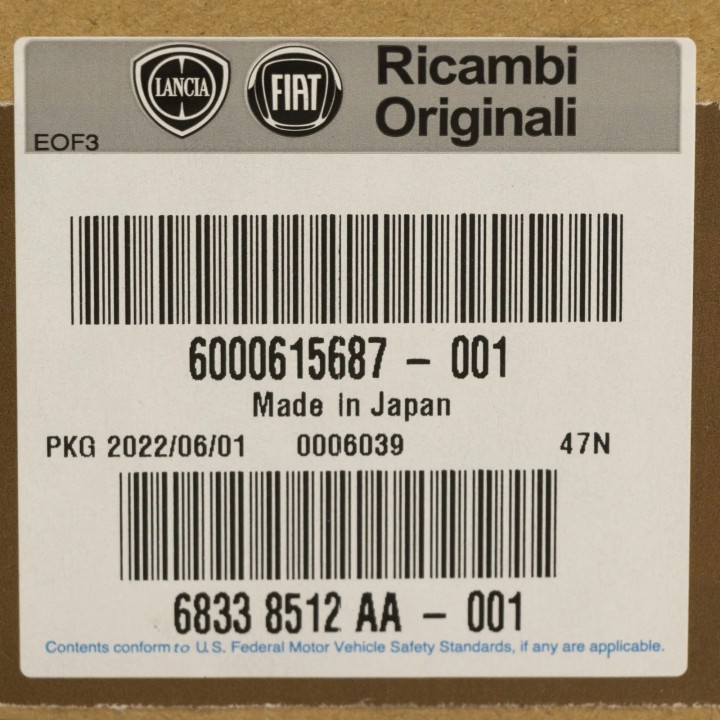 LANCIA FIAT Ricambi
Originali
EOF3
6000615687 - 001
Made In Japan
PKG 2022/06/01 0006039 47N
6833 8512 AA - 001
Contents conform to U.S. Federal Motor Vehicle Safety Standards, if any are applicable.